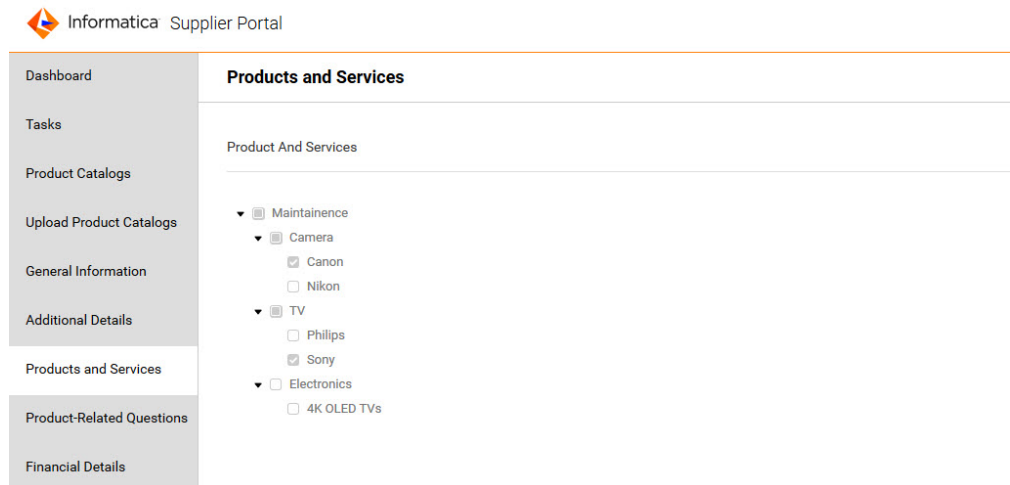 Informatica Supplier Portal
Dashboard
Tasks
Product Catalogs
Upload Product Catalogs
General Information
Additional Details
Products and Services
Product-Related Questions
Financial Details
Products and Services
Product And Services
Maintainence
Camera
Canon
Nikon
TV
Philips
Sony
Electronics
4K OLED TVs